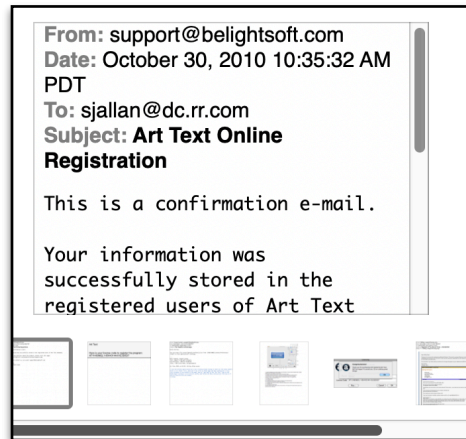 From: support@belightsoft.com
Date: October 30, 2010 10:35:32 AM
PDT
To: sjallan@dc.rr.com
Subject: Art Text Online
Registration
This is a confirmation e-mail.
Your information was
successfully stored in the
registered users of Art Text